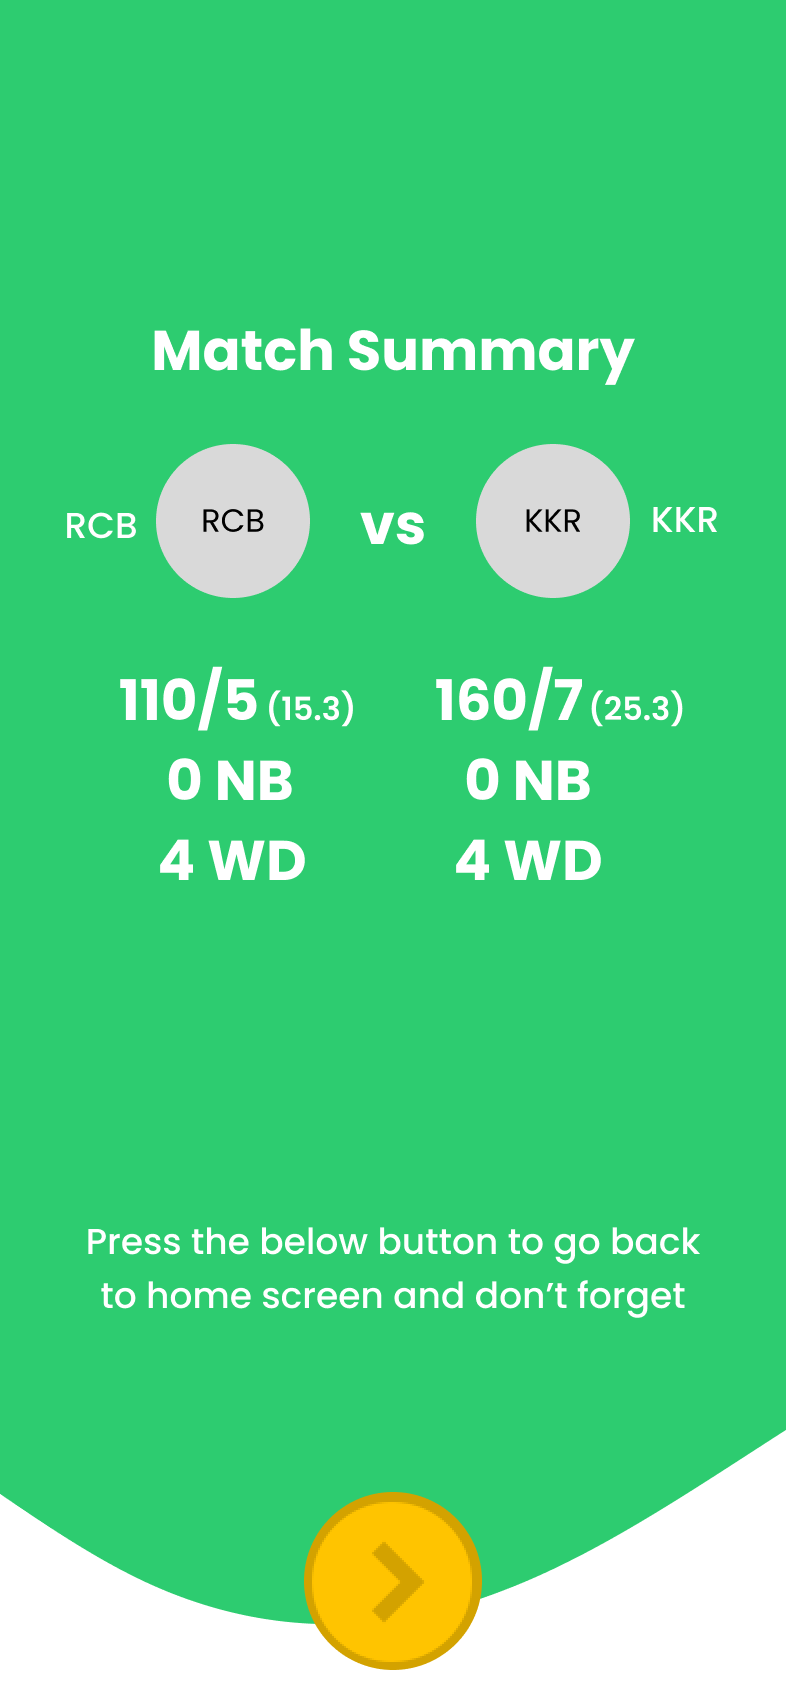 Match Summary
RCB RCB vs KKR KKR
110/5 (15.3) 160/7 (25.3)
0 NB 0 NB
4 WD 4 WD
Press the below button to go back
to home screen and don’t forget